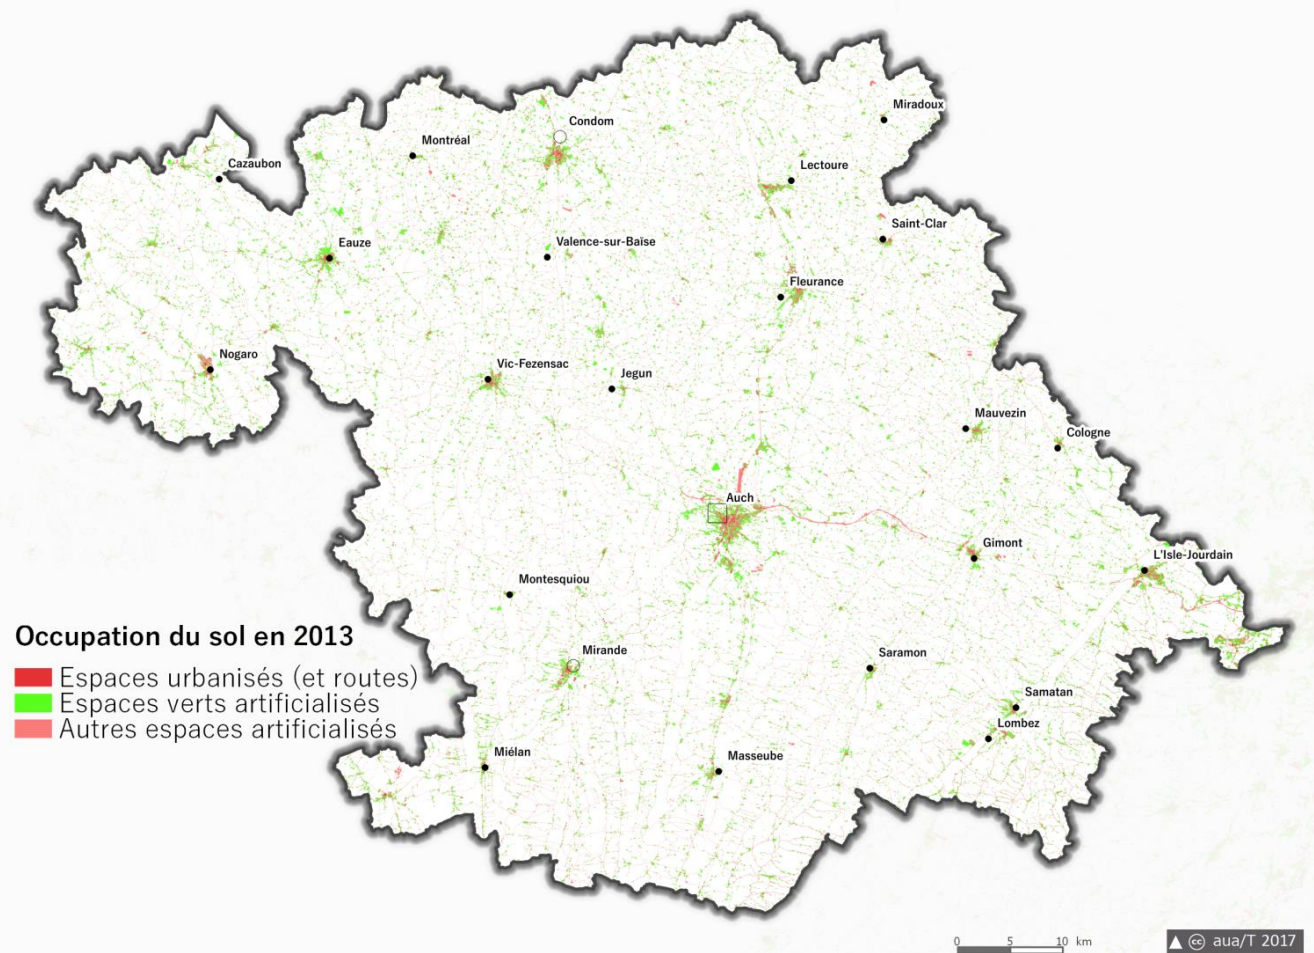 Miradoux
Condom
Montréal
Cazaubon
Lectoure
Saint-Clar
Eauze
Valence-sur-Baïse
Fleurance
Nogaro
Vic-Fezensac
Jegun
Mauvezin
Cologne
Auch
Gimont
L'Isle-Jourdain
Montesquiou
Occupation du sol en 2013
Espaces urbanisés (et routes)
Espaces verts artificialisés
Autres espaces artificialisés
Mirande
Saramon
Samatan
Lombez
Miélan
Masseube
0 5 10 km
cc aua/T 2017